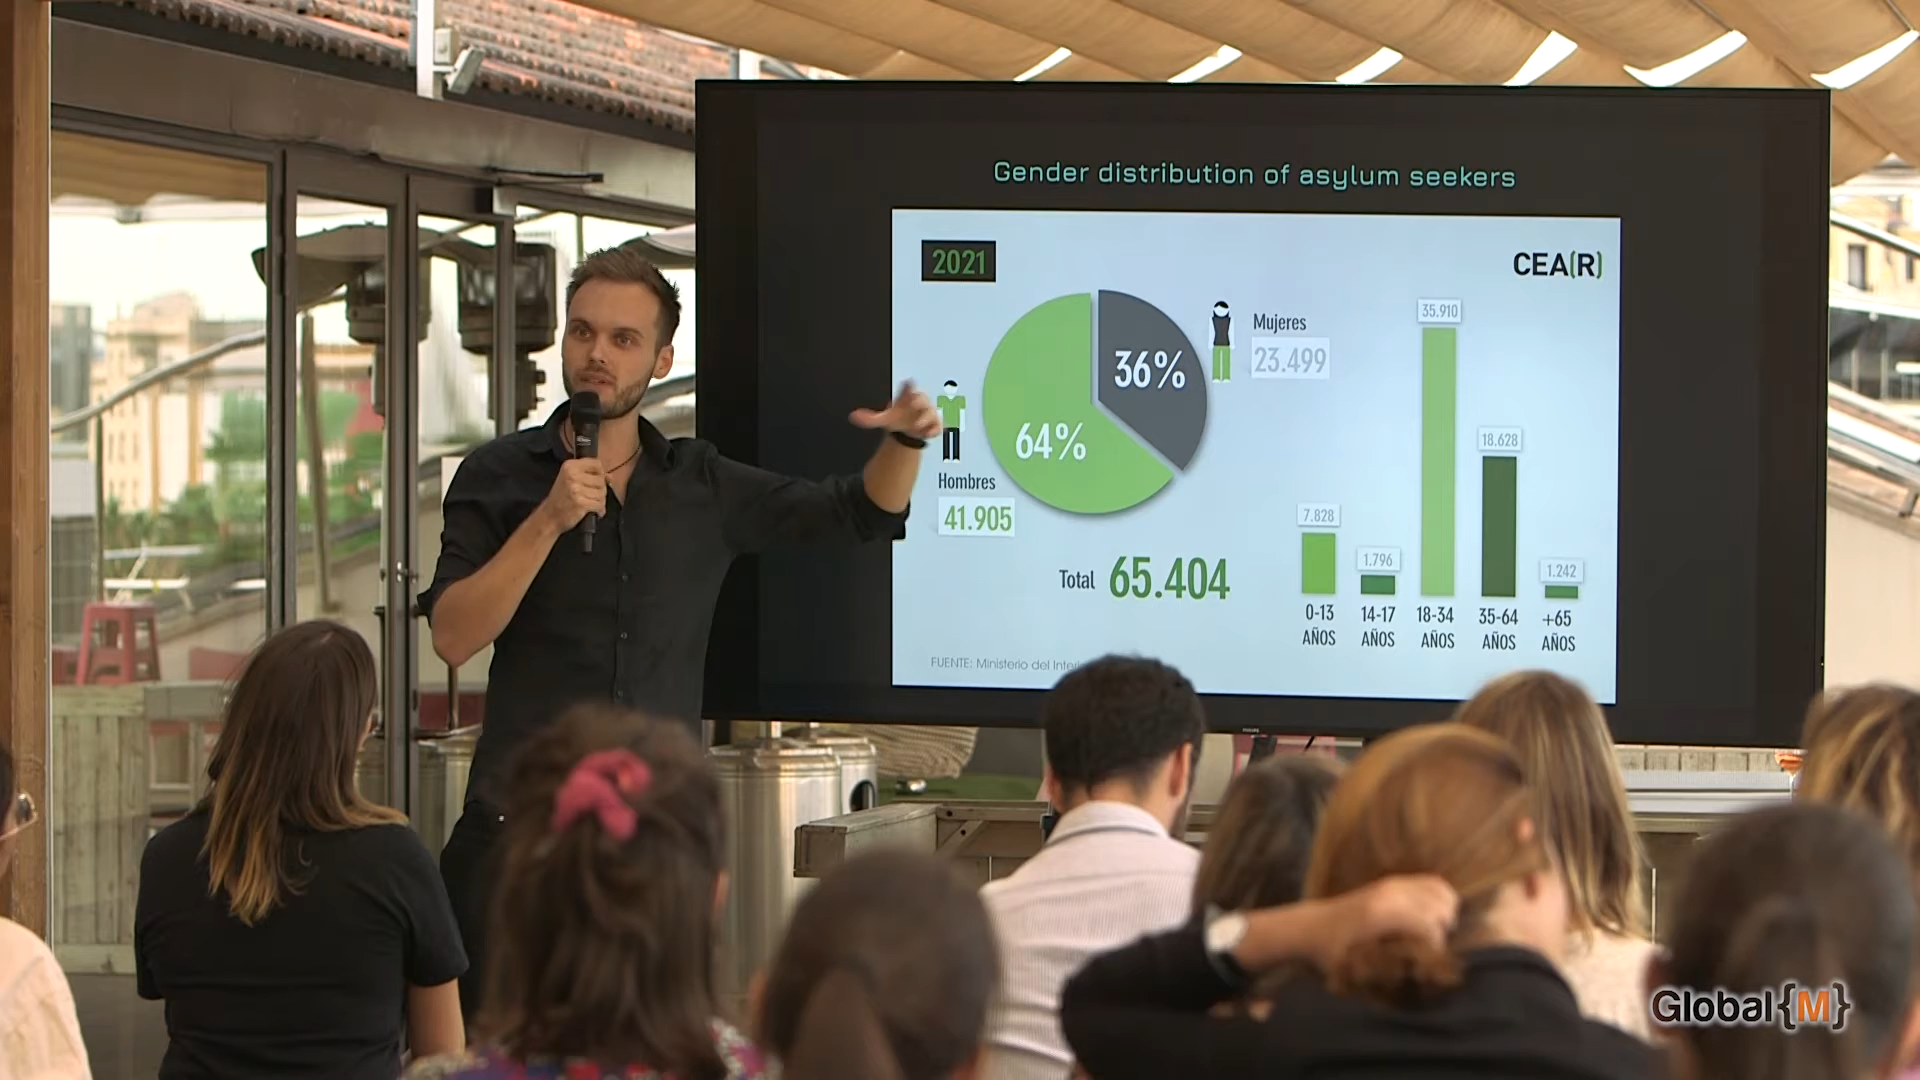 Gender distribution of asylum seekers
2021
CEA(R)
36%
Mujeres
23.499
64%
Hombres
41.905
Total 65.404
35.910
18.628
7.828
1.796
1.242
0-13 AÑOS
14-17 AÑOS
18-34 AÑOS
35-64 AÑOS
+65 AÑOS
FUENTE: Ministerio del
Global{M}